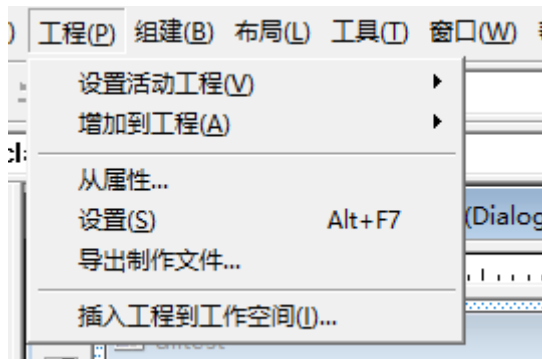 ) 工程(P) 组建(B) 布局(L) 工具(T) 窗口(W)
设置活动工程(V)
增加到工程(A)
cl
从属性...
设置(S) Alt+F7
(Dialog
导出制作文件...
插入工程到工作空间(I)...